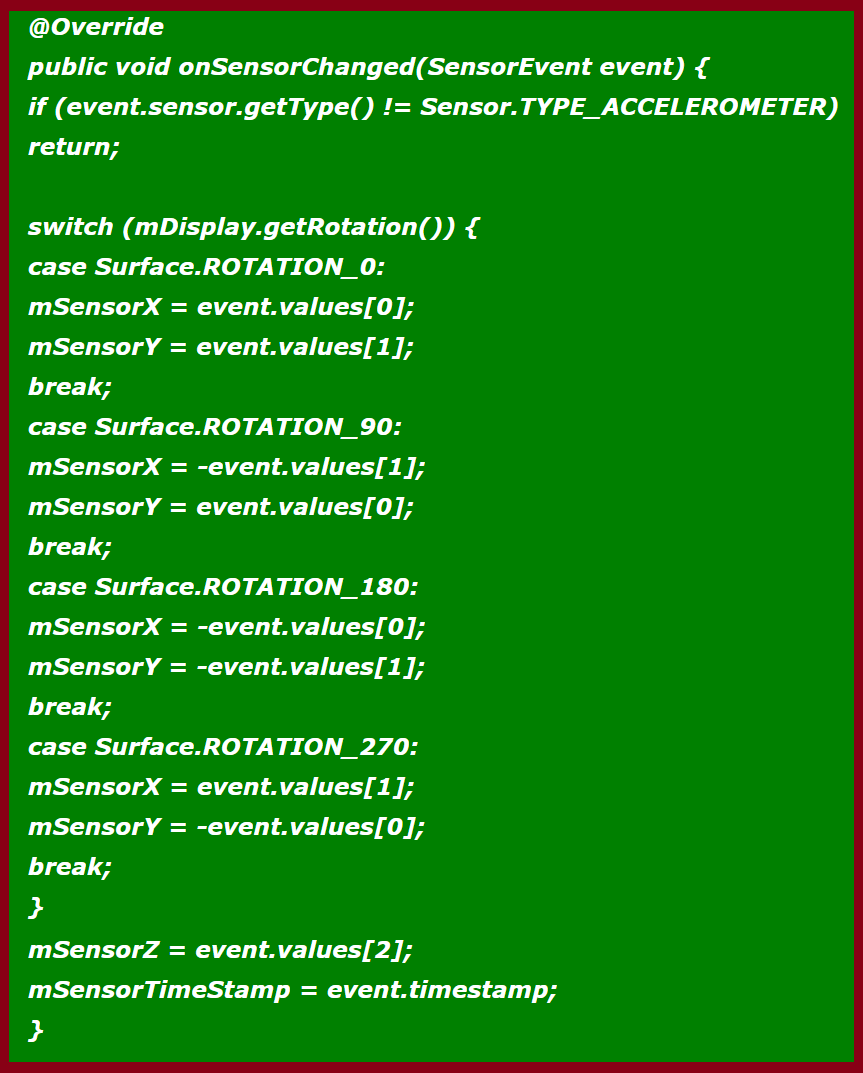 @Override
public void onSensorChanged(SensorEvent event) {
if (event.sensor.getType() != Sensor.TYPE_ACCELEROMETER)
return;

switch (mDisplay.getRotation()) {
case Surface.ROTATION_0:
mSensorX = event.values[0];
mSensorY = event.values[1];
break;
case Surface.ROTATION_90:
mSensorX = -event.values[1];
mSensorY = event.values[0];
break;
case Surface.ROTATION_180:
mSensorX = -event.values[0];
mSensorY = -event.values[1];
break;
case Surface.ROTATION_270:
mSensorX = event.values[1];
mSensorY = -event.values[0];
break;
}
mSensorZ = event.values[2];
mSensorTimeStamp = event.timestamp;
}